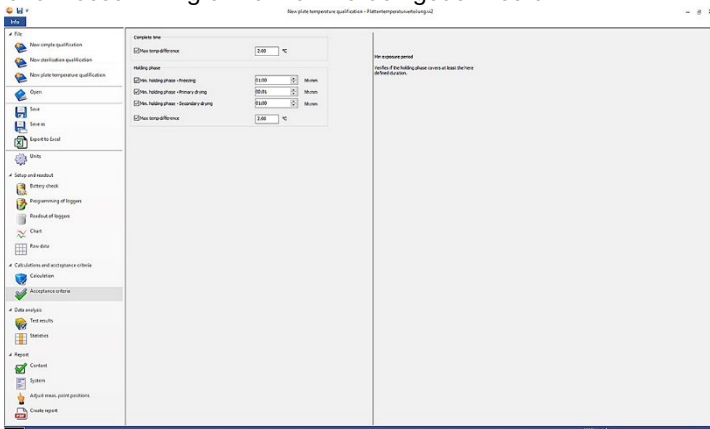 New plate temperature qualification - Plattentemperaturverteilung.vi2
Info
File
New simple qualification
New sterilization qualification
New plate temperature qualification
Open
Save
Save as
Export to Excel
Units
Setup and readout
Battery check
Programming of loggers
Readout of loggers
Chart
Raw data
Calculations and acceptance criteria
Calculation
Acceptance criteria
Data analysis
Test results
Statistics
Report
Content
System
Adjust meas. point positions
Create report
Complete time
Max temp difference 2.00 °C
Holding phase
Min. holding phase - Freezing 01:00 hh:mm
Min. holding phase - Primary drying 00:01 hh:mm
Min. holding phase - Secondary drying 01:00 hh:mm
Max temp difference 2.00 °C
Min exposure period
Verifies if the holding phase covers at least the here
defined duration.